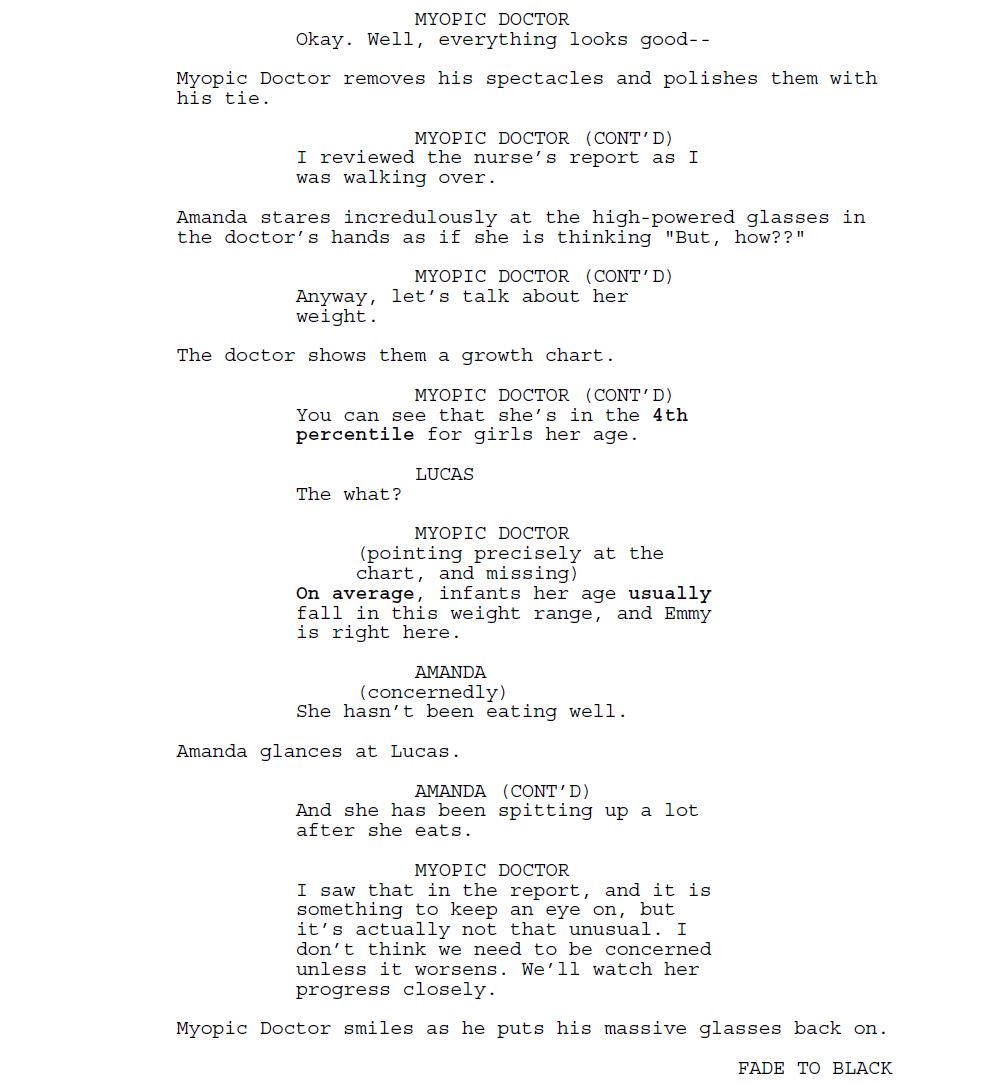 MYOPIC DOCTOR
Okay. Well, everything looks good--
Myopic Doctor removes his spectacles and polishes them with
his tie.
MYOPIC DOCTOR (CONT'D)
I reviewed the nurse's report as I
was walking over.
Amanda stares incredulously at the high-powered glasses in
the doctor's hands as if she is thinking "But, how??"
MYOPIC DOCTOR (CONT'D)
Anyway, let's talk about her
weight.
The doctor shows them a growth chart.
MYOPIC DOCTOR (CONT'D)
You can see that she's in the 4th
percentile for girls her age.
LUCAS
The what?
MYOPIC DOCTOR
(pointing precisely at the
chart, and missing)
On average, infants her age usually
fall in this weight range, and Emmy
is right here.
AMANDA
(concernedly)
She hasn't been eating well.
Amanda glances at Lucas.
AMANDA (CONT'D)
And she has been spitting up a lot
after she eats.
MYOPIC DOCTOR
I saw that in the report, and it is
something to keep an eye on, but
it's actually not that unusual. I
don't think we need to be concerned
unless it worsens. We'll watch her
progress closely.
Myopic Doctor smiles as he puts his massive glasses back on.
FADE TO BLACK